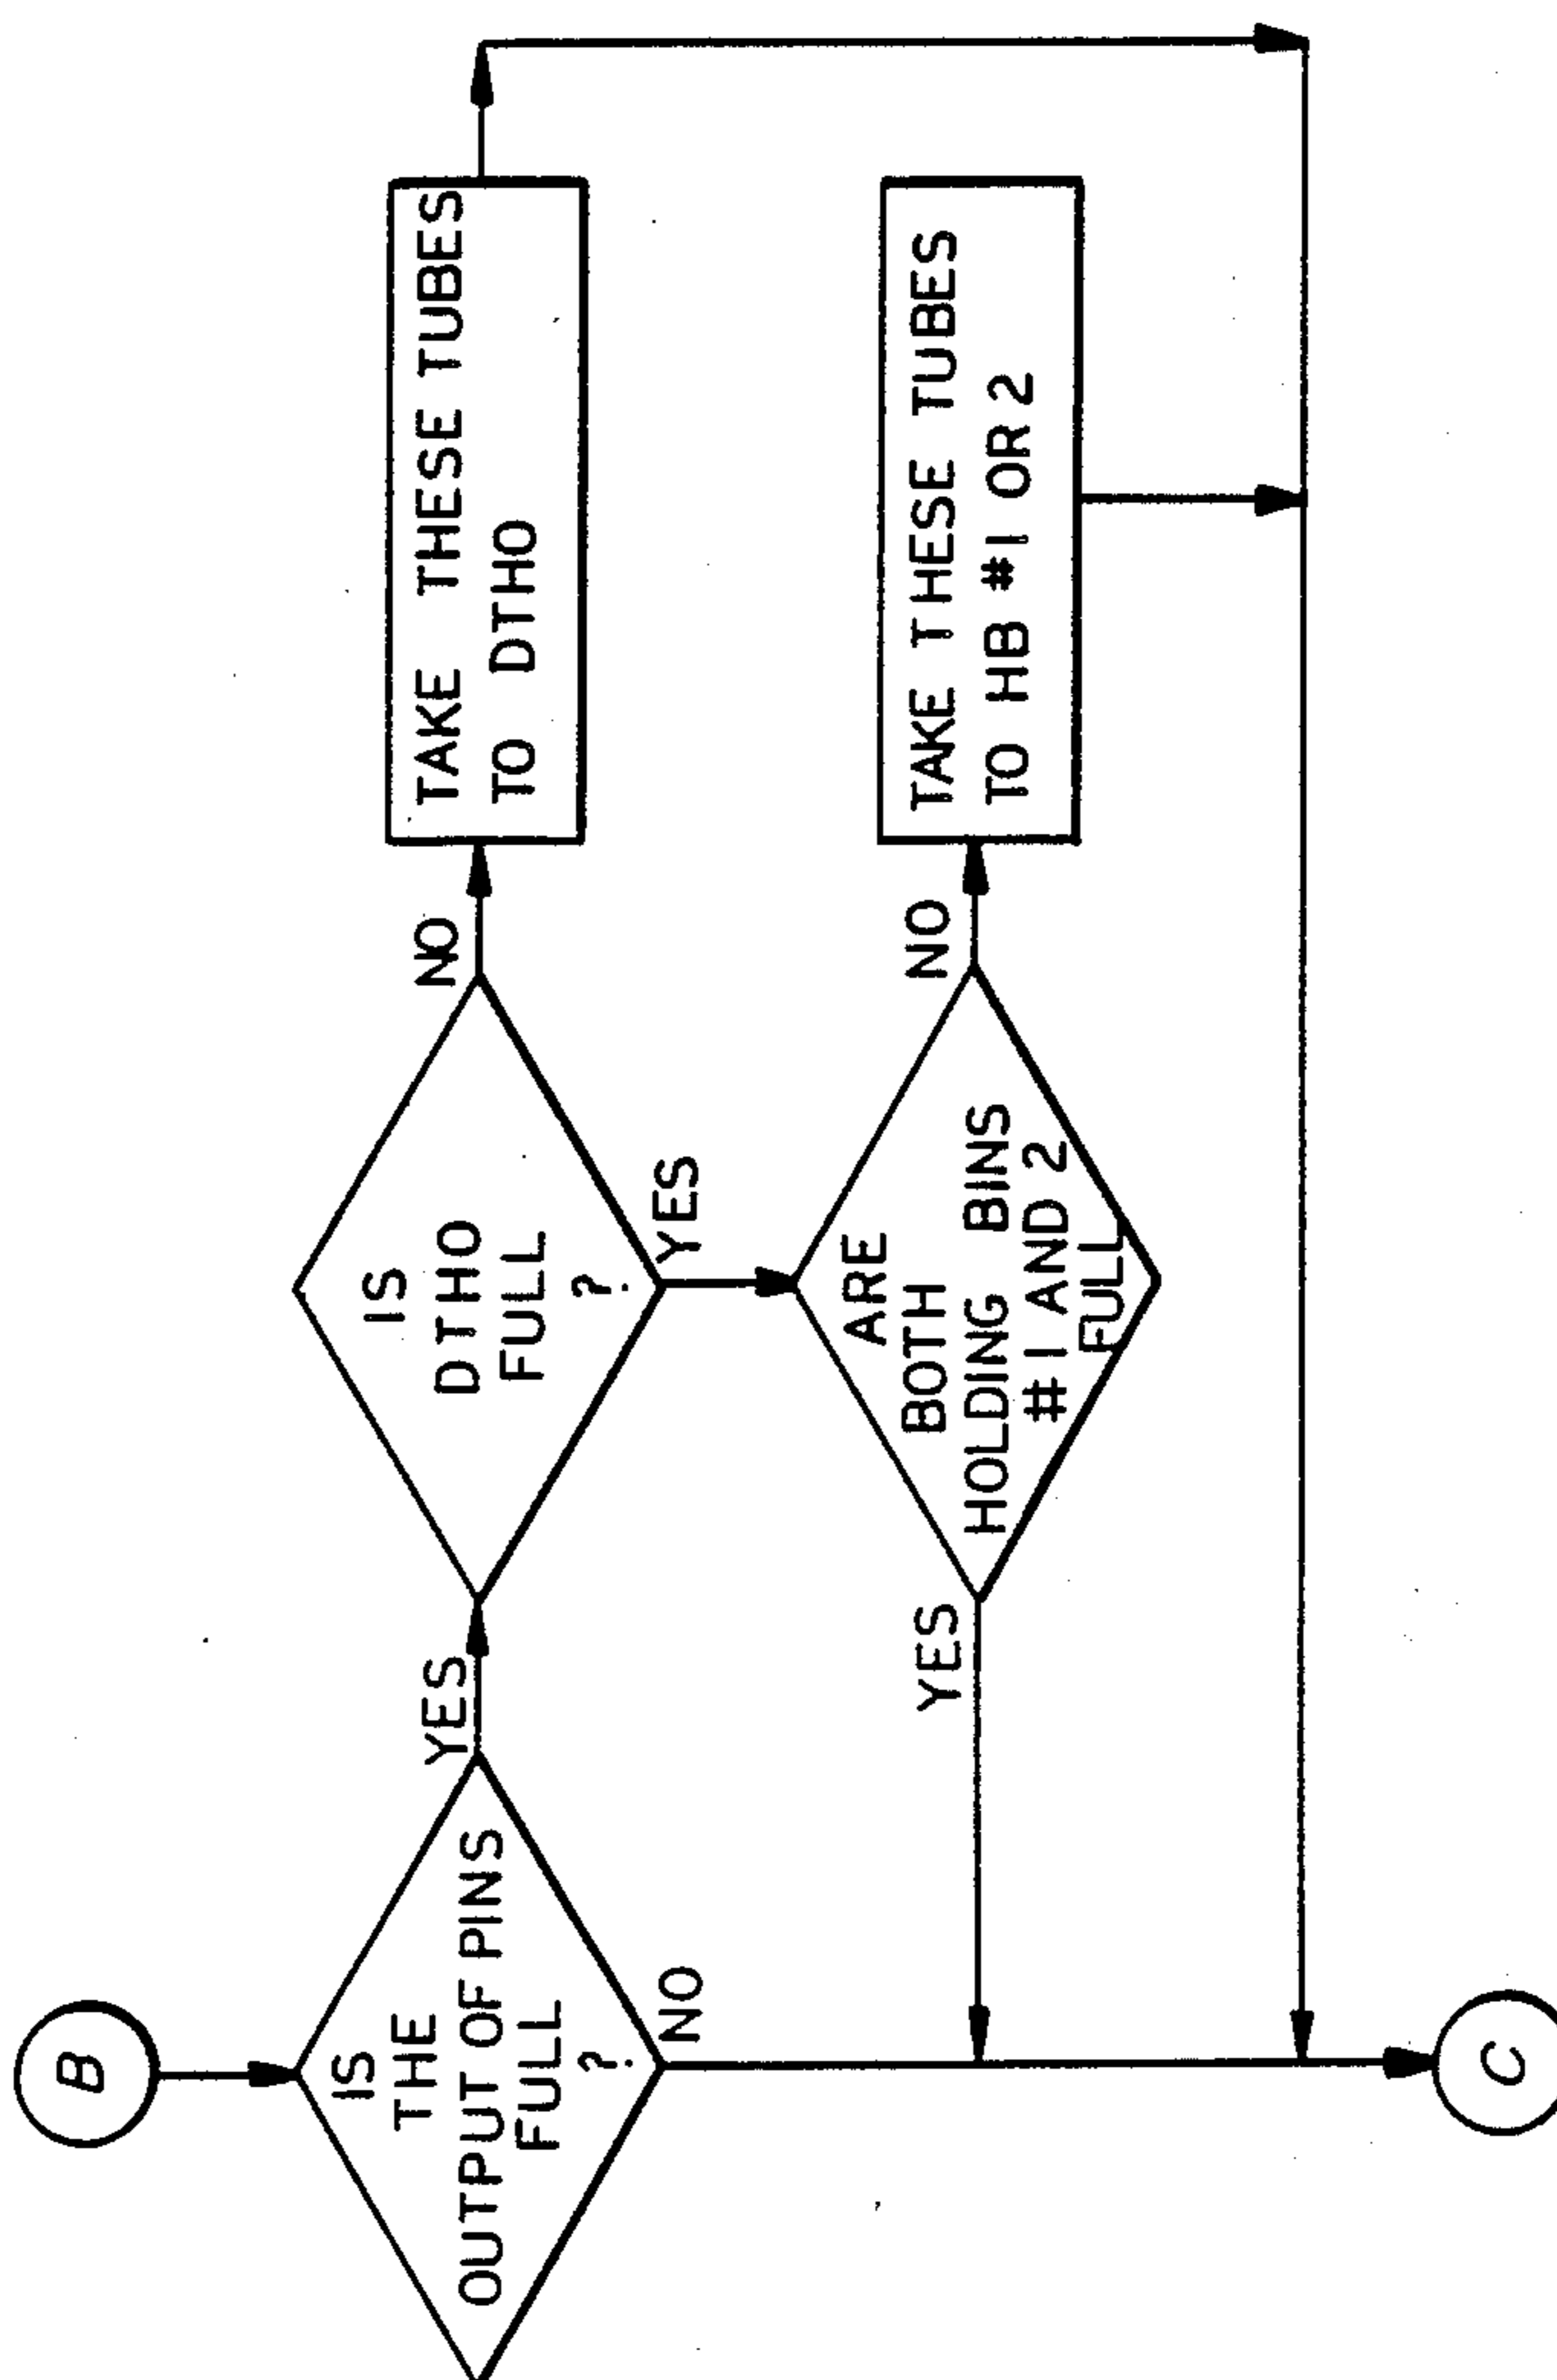 B
IS
THE
OUTPUT OF PINS
FULL
?
YES
NO
IS
DTHO
FULL
?
NO
YES
TAKE THESE TUBES
TO DTHO
ARE
BOTH
HOLDING BINS
# 1 AND 2
FULL
YES
NO
TAKE THESE TUBES
TO HB #1 OR 2
C